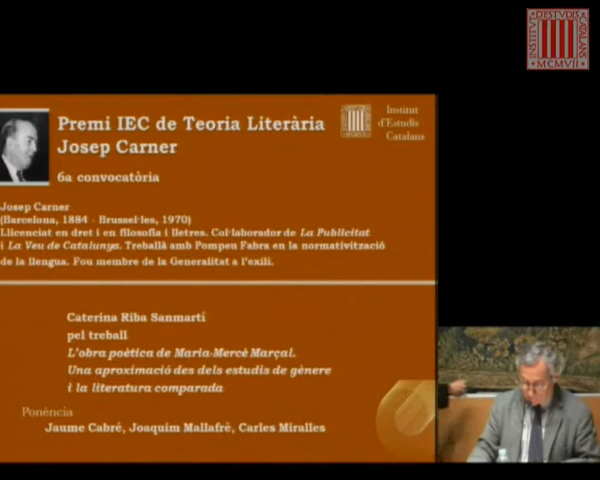 INSTITVT D'ESTVDIS CATALANS
MCMVII
Premi IEC de Teoria Literària
Josep Carner
6a convocatòria
Institut
d'Estudis
Catalans
Josep Carner
(Barcelona, 1884 - Brussel·les, 1970)
Llicenciat en dret i en filosofia i lletres. Col·laborador de La Publicitat
i La Veu de Catalunya. Treballà amb Pompeu Fabra en la normativització
de la llengua. Fou membre de la Generalitat a l'exili.
Caterina Riba Sanmartí
pel treball
L'obra poètica de Maria-Mercè Marçal.
Una aproximació des dels estudis de gènere
i la literatura comparada
Ponència
Jaume Cabré, Joaquim Mallafrè, Carles Miralles